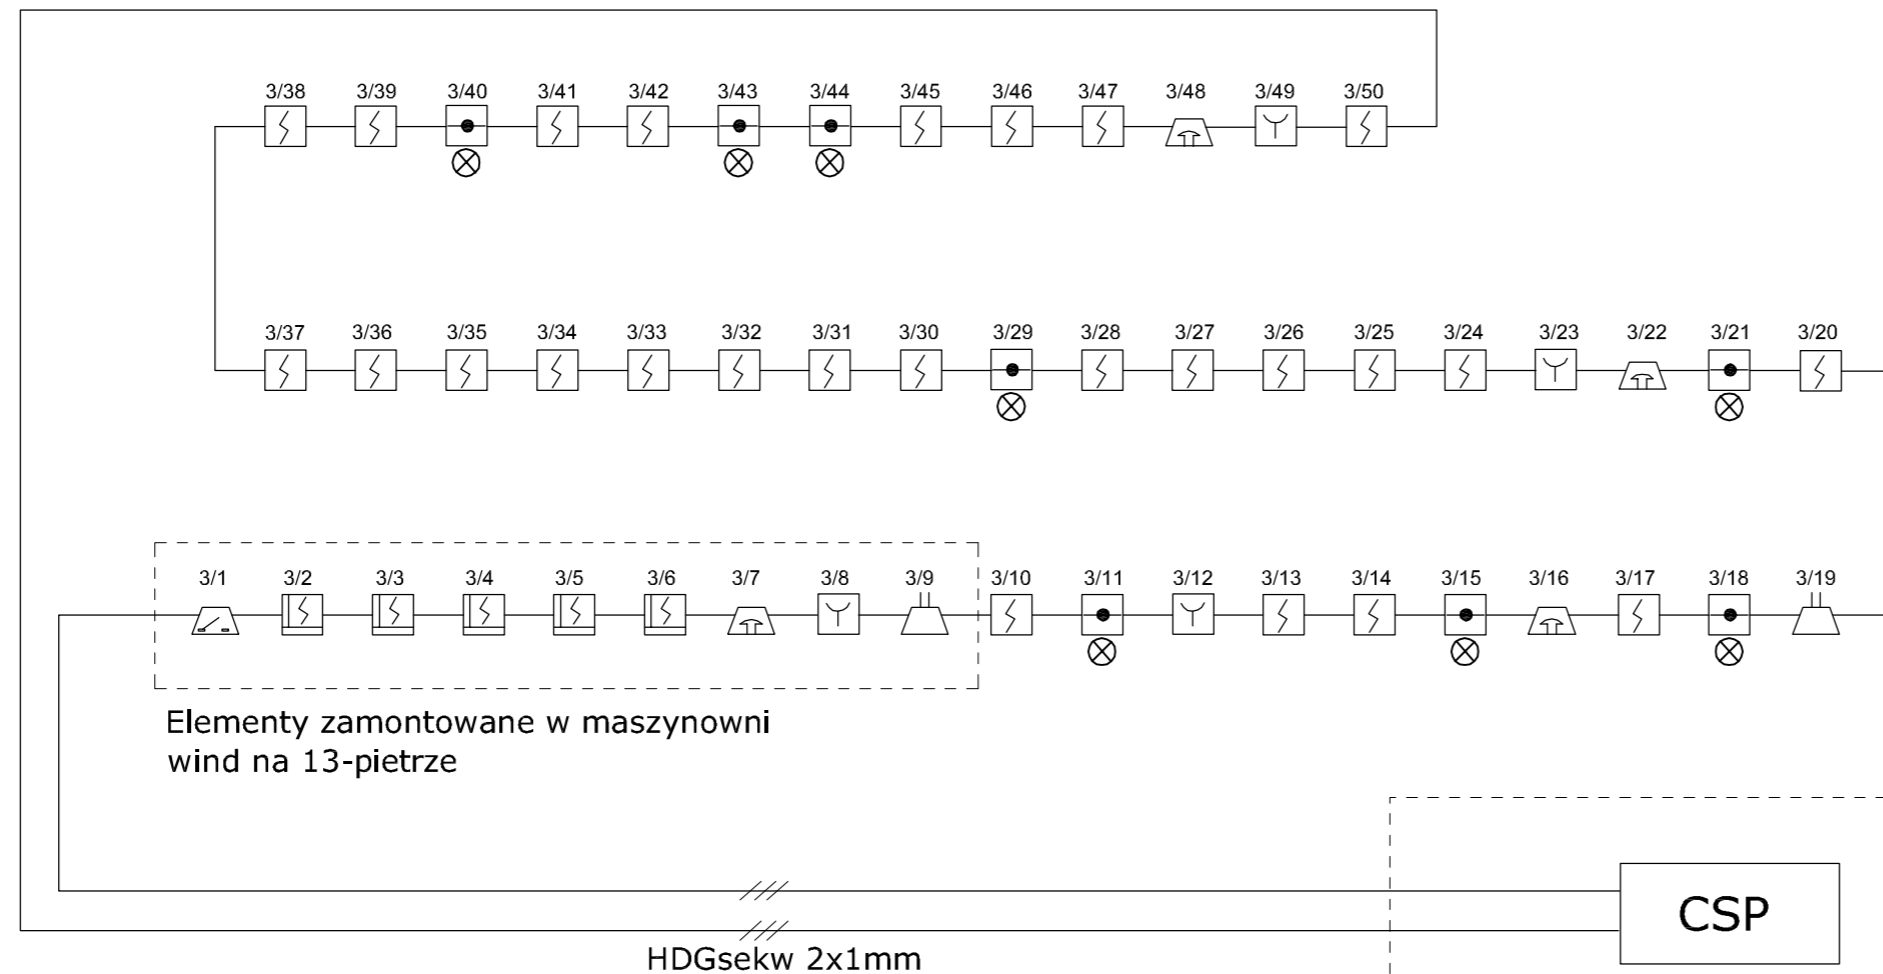 3/38 3/39 3/40 3/41 3/42 3/43 3/44 3/45 3/46 3/47 3/48 3/49 3/50
3/37 3/36 3/35 3/34 3/33 3/32 3/31 3/30 3/29 3/28 3/27 3/26 3/25 3/24 3/23 3/22 3/21 3/20
3/1 3/2 3/3 3/4 3/5 3/6 3/7 3/8 3/9 3/10 3/11 3/12 3/13 3/14 3/15 3/16 3/17 3/18 3/19
Elementy zamontowane w maszynowni
wind na 13-pietrze
CSP
HDGsekw 2x1mm